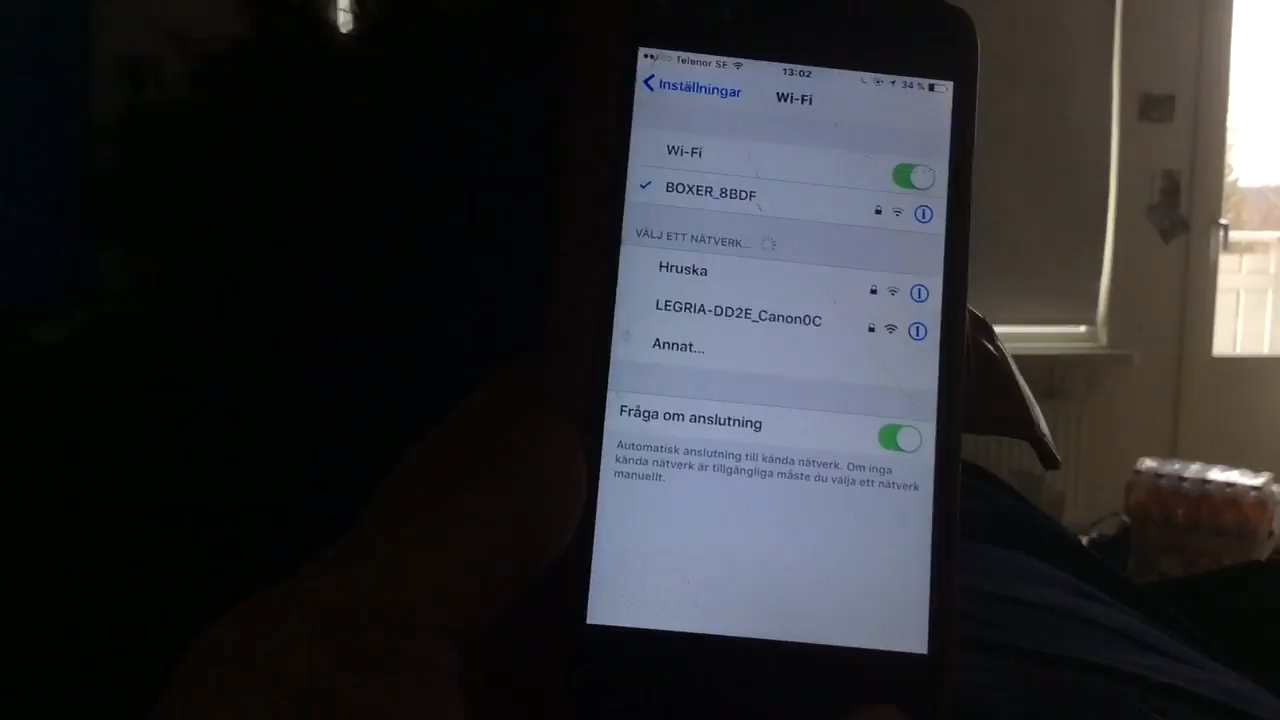 Telenor SE 13:02 34 %
Inställningar Wi-Fi
Wi-Fi
BOXER_8BDF
VÄLJ ETT NÄTVERK...
Hruska
LEGRIA-DD2E_Canon0C
Annat...
Fråga om anslutning
Automatisk anslutning till kända nätverk. Om inga
kända nätverk är tillgängliga måste du välja ett nätverk
manuellt.